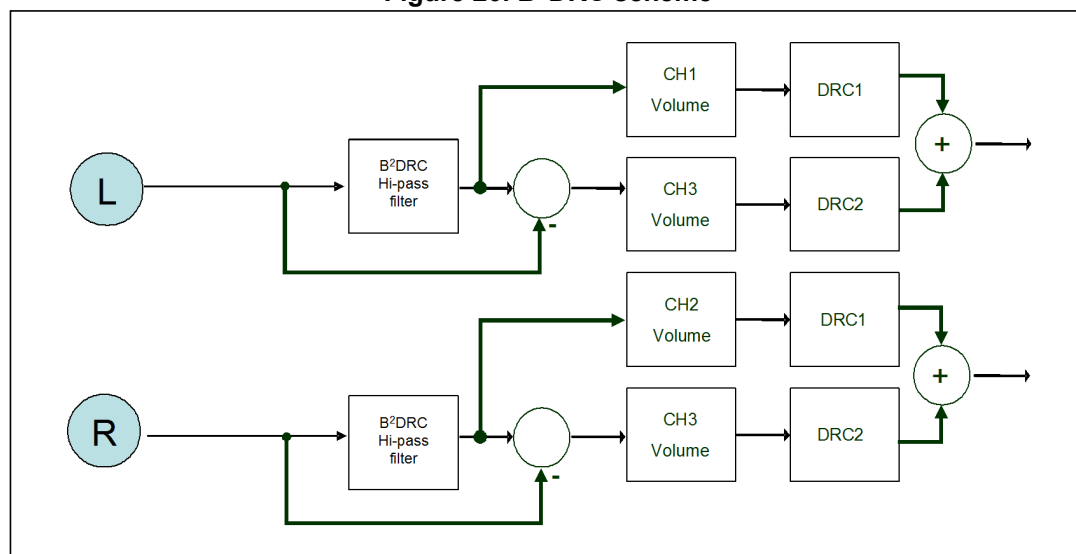 CH1
Volume
DRC1
B²DRC
Hi-pass
filter
+
L
CH3
Volume
DRC2
-
CH2
Volume
DRC1
B²DRC
Hi-pass
filter
+
R
CH3
Volume
DRC2
-